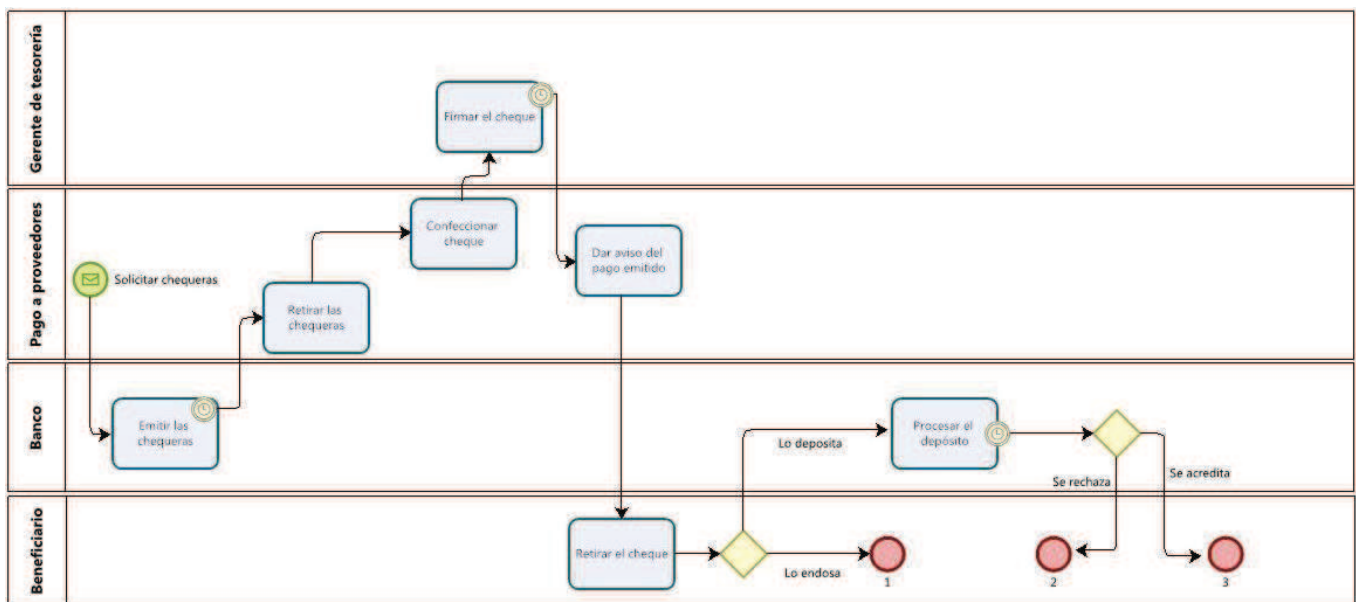 Gerente de tesorería
Firmar el cheque
Pago a proveedores
Solicitar chequeras
Retirar las
chequeras
Confeccionar
cheque
Dar aviso del
pago emitido
Banco
Emitir las
chequeras
Lo deposita
Procesar el
depósito
Se rechaza
Se acredita
Beneficiario
Retirar el cheque
Lo endosa
1
2
3